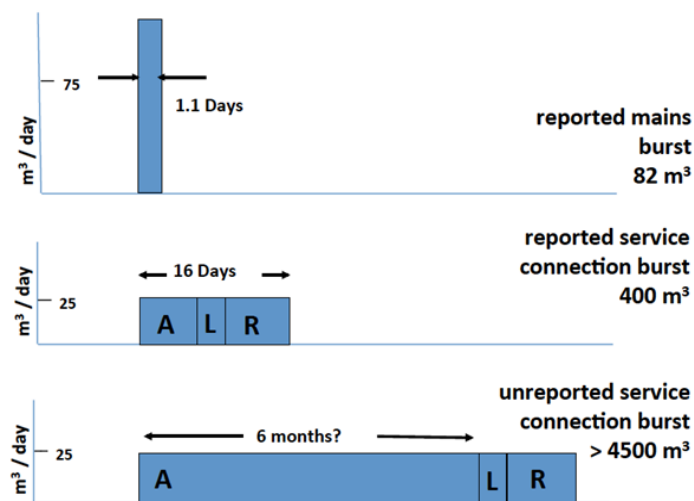 75
1.1 Days
m³ / day
reported mains
burst
82 m³
16 Days
25
A L R
m³ / day
reported service
connection burst
400 m³
6 months?
25
A L R
m³ / day
unreported service
connection burst
> 4500 m³